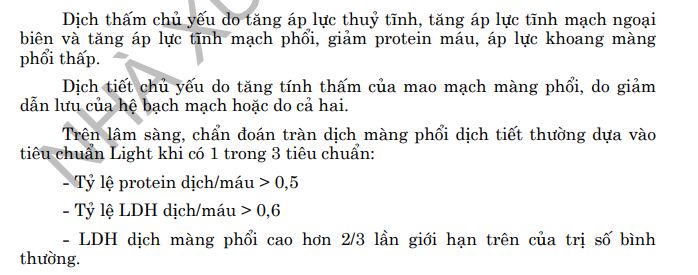 Dịch thấm chủ yếu do tăng áp lực thuỷ tĩnh, tăng áp lực tĩnh mạch ngoại
biên và tăng áp lực tĩnh mạch phổi, giảm protein máu, áp lực khoang màng
phổi thấp.
Dịch tiết chủ yếu do tăng tính thấm của mao mạch màng phổi, do giảm
dẫn lưu của hệ bạch mạch hoặc do cả hai.
Trên lâm sàng, chẩn đoán tràn dịch màng phổi dịch tiết thường dựa vào
tiêu chuẩn Light khi có 1 trong 3 tiêu chuẩn:
- Tỷ lệ protein dịch/máu > 0,5
- Tỷ lệ LDH dịch/máu > 0,6
- LDH dịch màng phổi cao hơn 2/3 lần giới hạn trên của trị số bình
thường.
NHÀ XU